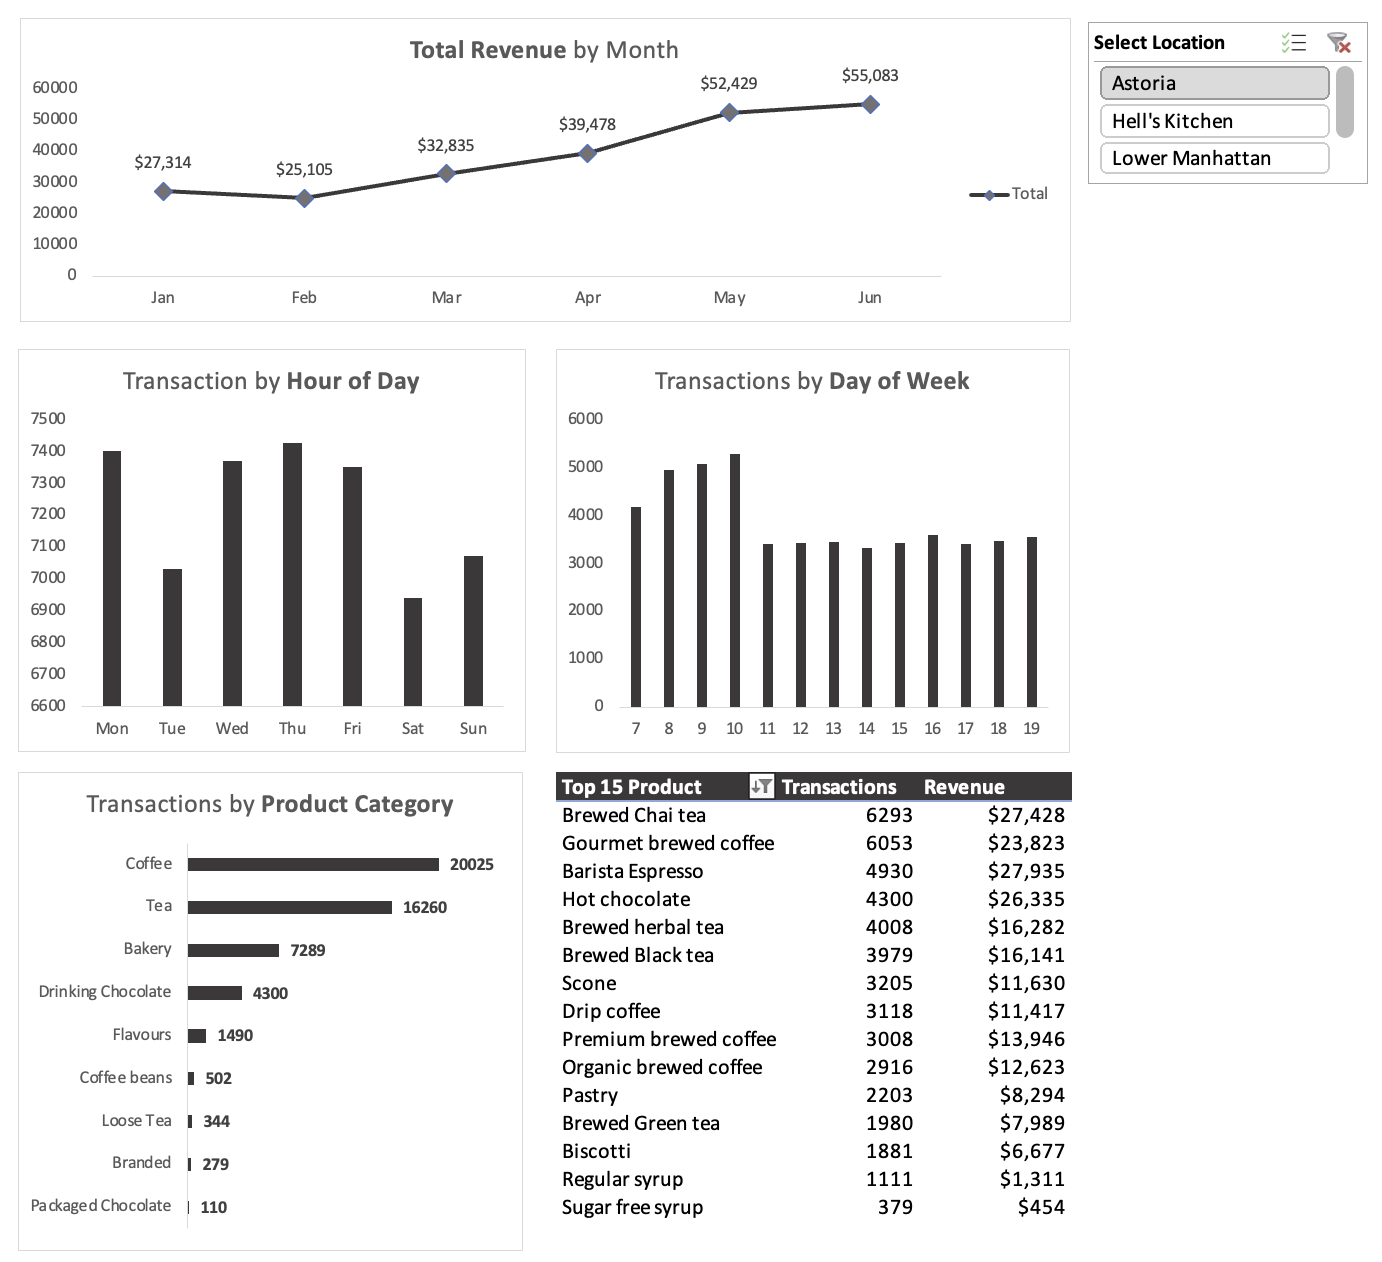 Total Revenue by Month
60000
50000
40000
30000
20000
10000
0
$27,314
$25,105
$32,835
$39,478
$52,429
$55,083
Total
Jan Feb Mar Apr May Jun
Select Location
Astoria
Hell's Kitchen
Lower Manhattan
Transaction by Hour of Day
7500
7400
7300
7200
7100
7000
6900
6800
6700
6600
Mon Tue Wed Thu Fri Sat Sun
Transactions by Day of Week
6000
5000
4000
3000
2000
1000
0
7 8 9 10 11 12 13 14 15 16 17 18 19
Transactions by Product Category
Coffee 20025
Tea 16260
Bakery 7289
Drinking Chocolate 4300
Flavours 1490
Coffee beans 502
Loose Tea 344
Branded 279
Packaged Chocolate 110
Top 15 Product Transactions Revenue
Brewed Chai tea 6293 $27,428
Gourmet brewed coffee 6053 $23,823
Barista Espresso 4930 $27,935
Hot chocolate 4300 $26,335
Brewed herbal tea 4008 $16,282
Brewed Black tea 3979 $16,141
Scone 3205 $11,630
Drip coffee 3118 $11,417
Premium brewed coffee 3008 $13,946
Organic brewed coffee 2916 $12,623
Pastry 2203 $8,294
Brewed Green tea 1980 $7,989
Biscotti 1881 $6,677
Regular syrup 1111 $1,311
Sugar free syrup 379 $454